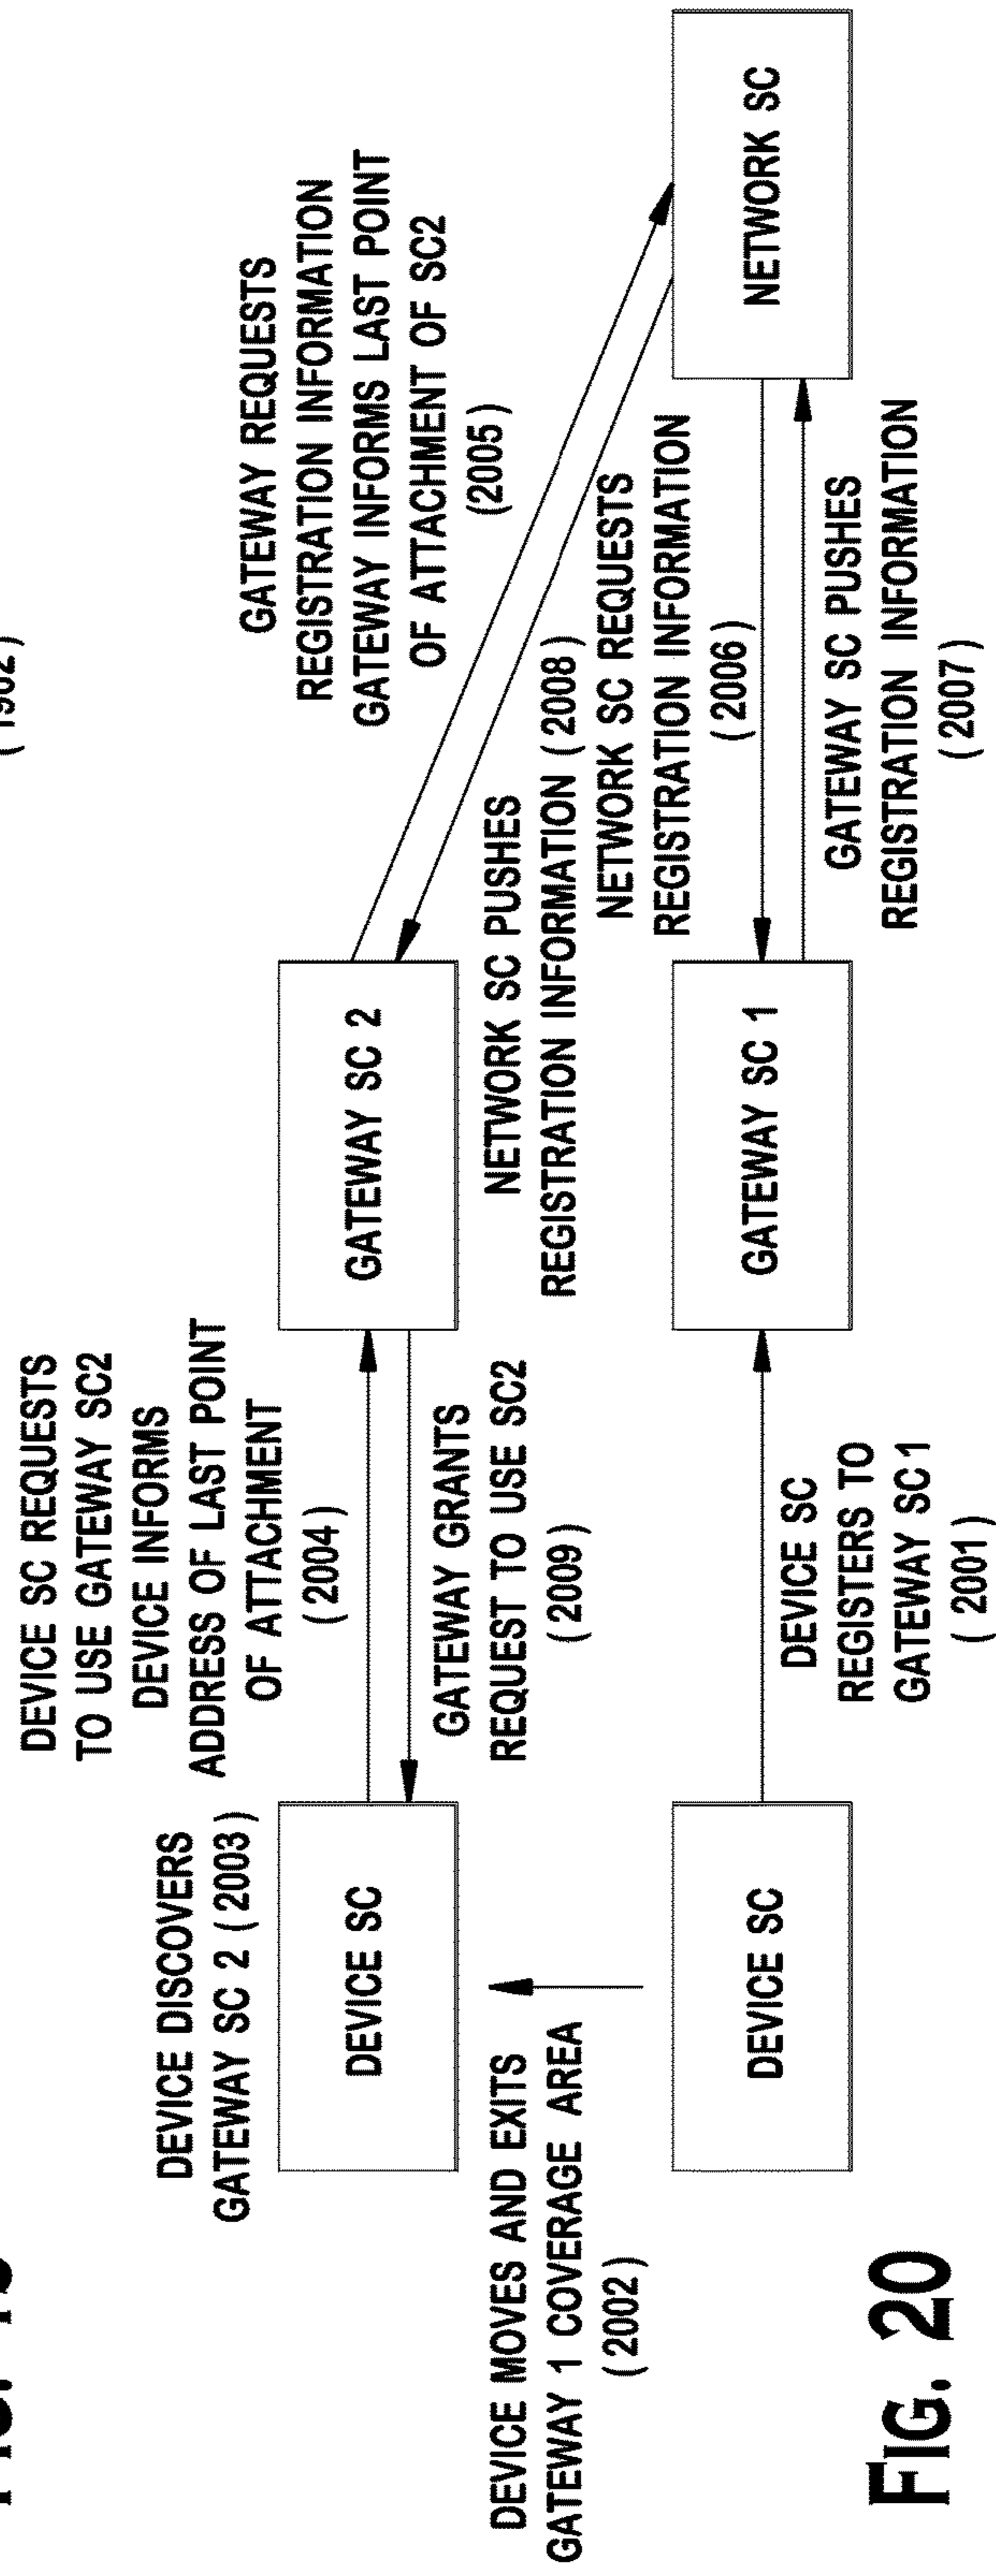 (1902)
DEVICE SC REQUESTS
TO USE GATEWAY SC2
DEVICE INFORMS
ADDRESS OF LAST POINT
OF ATTACHMENT
(2004)
DEVICE DISCOVERS
GATEWAY SC 2 (2003)
DEVICE SC
GATEWAY SC 2
GATEWAY REQUESTS
REGISTRATION INFORMATION
GATEWAY INFORMS LAST POINT
OF ATTACHMENT OF SC2
(2005)
GATEWAY GRANTS
REQUEST TO USE SC2
(2009)
NETWORK SC PUSHES
REGISTRATION INFORMATION (2008)
NETWORK SC REQUESTS
REGISTRATION INFORMATION
(2006)
DEVICE MOVES AND EXITS
GATEWAY 1 COVERAGE AREA
(2002)
DEVICE SC
GATEWAY SC 1
NETWORK SC
DEVICE SC
REGISTERS TO
GATEWAY SC1
(2001)
GATEWAY SC PUSHES
REGISTRATION INFORMATION
(2007)
FIG. 20